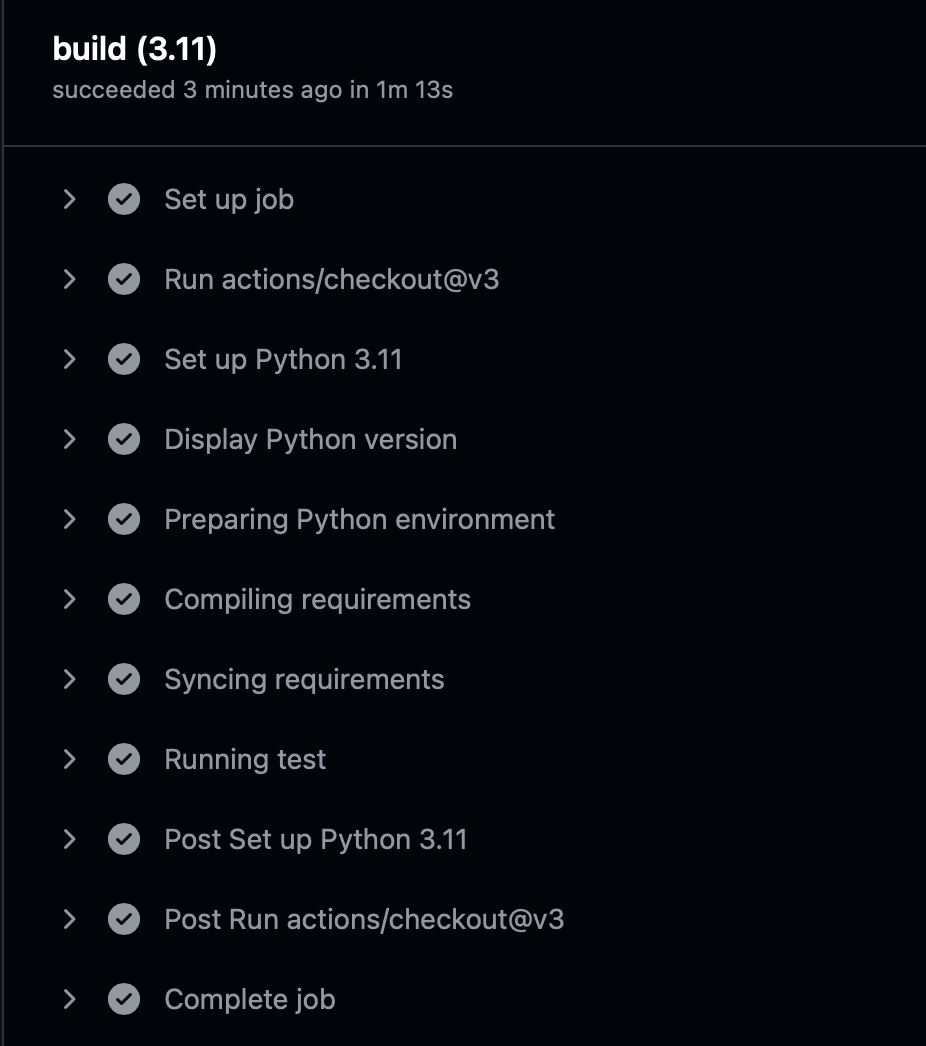 build (3.11)
succeeded 3 minutes ago in 1m 13s
Set up job
Run actions/checkout@v3
Set up Python 3.11
Display Python version
Preparing Python environment
Compiling requirements
Syncing requirements
Running test
Post Set up Python 3.11
Post Run actions/checkout@v3
Complete job